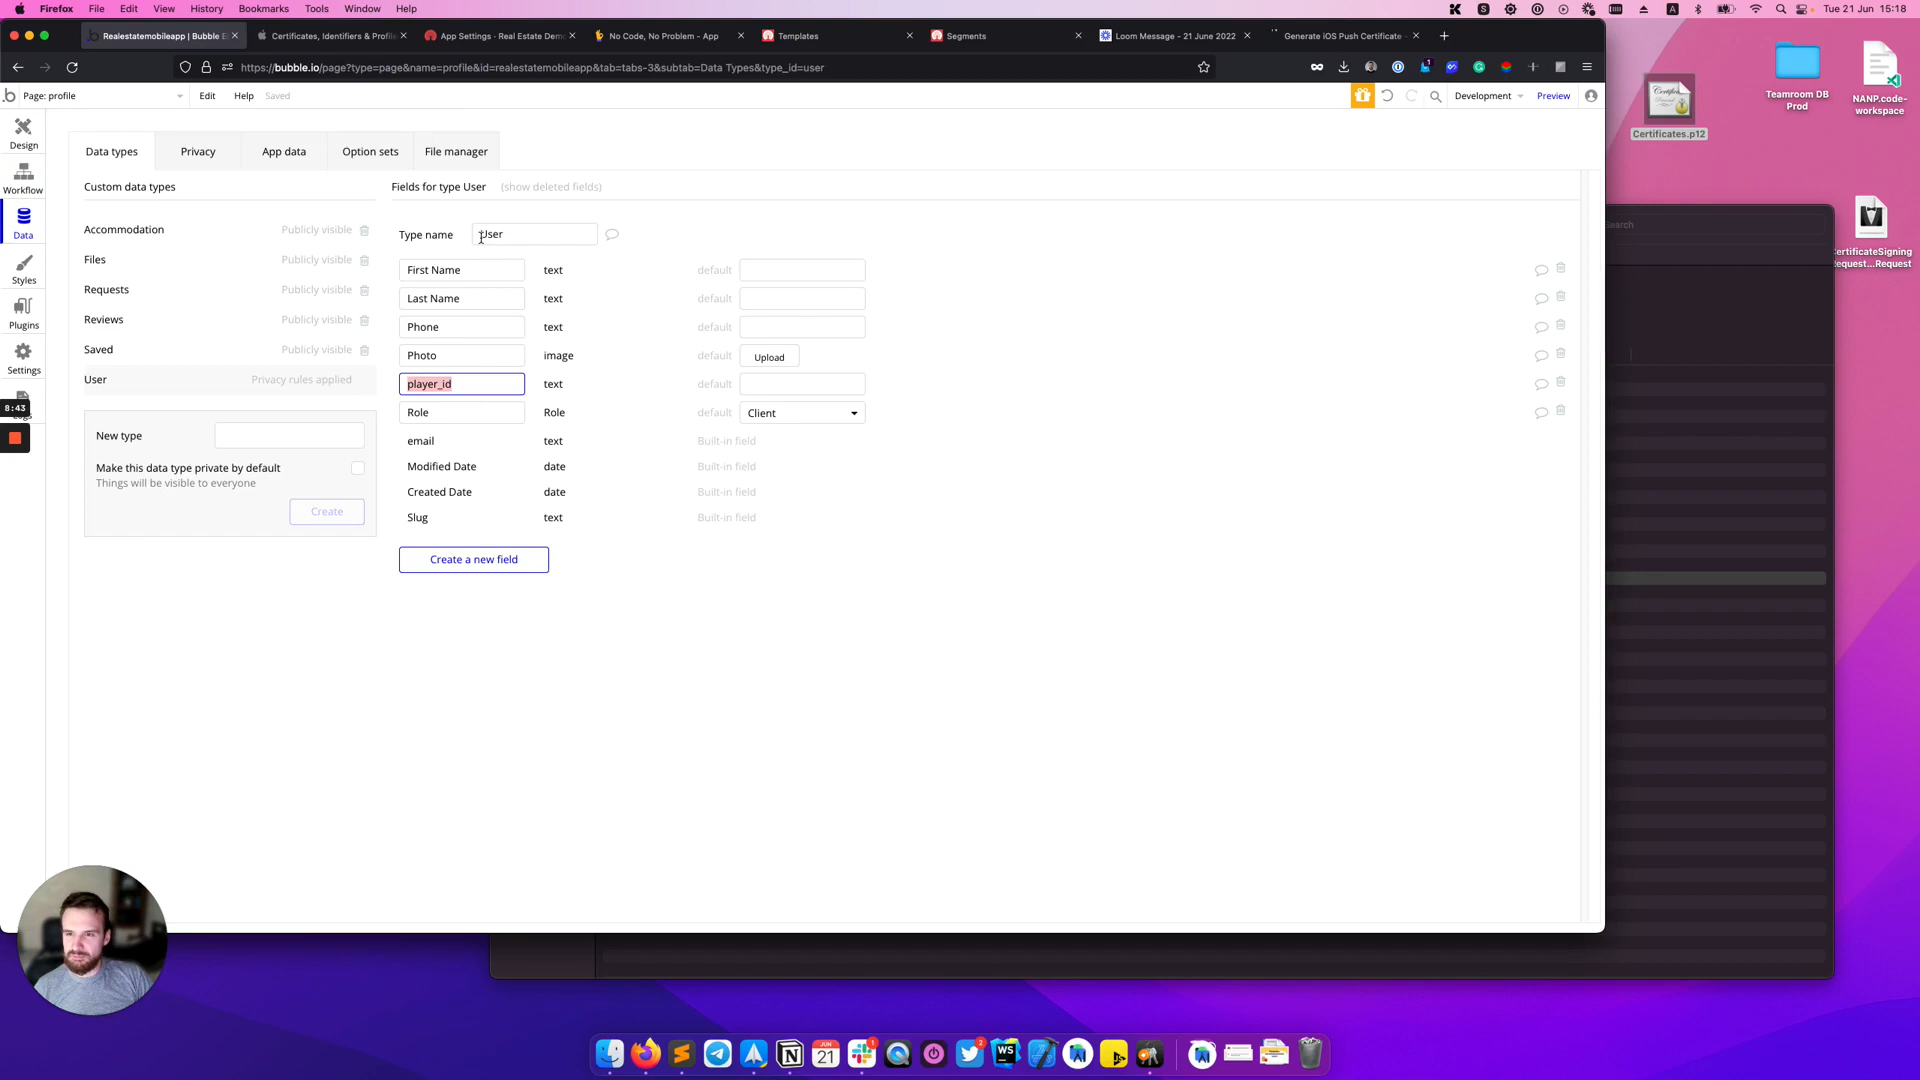 Firefox File Edit View History Bookmarks Tools Window Help
Tue 21 Jun 15:18
Realestatemobileapp | Bubble E
Certificates, Identifiers & Profile
App Settings - Real Estate Demo
No Code, No Problem - App
Templates
Segments
Loom Message - 21 June 2022
Generate iOS Push Certificate -
https://bubble.io/page?type=page&name=profile&id=realestatemobileapp&tab=tabs-3&subtab=Data Types&type_id=user
Page: profile
Edit
Help
Saved
Development
Preview
Design
Workflow
Data
Styles
Plugins
Settings
8:43
Data types
Privacy
App data
Option sets
File manager
Custom data types
Accommodation Publicly visible
Files Publicly visible
Requests Publicly visible
Reviews Publicly visible
Saved Publicly visible
User Privacy rules applied
New type
Make this data type private by default
Things will be visible to everyone
Create
Fields for type User (show deleted fields)
Type name User
First Name text default
Last Name text default
Phone text default
Photo image default Upload
player_id text default
Role Role default Client
email text Built-in field
Modified Date date Built-in field
Created Date date Built-in field
Slug text Built-in field
Create a new field
Certificates.p12
Teamroom DB
Prod
NANP.code-
workspace
Search
CertificateSigning
Request...Request
JUN
21
WS